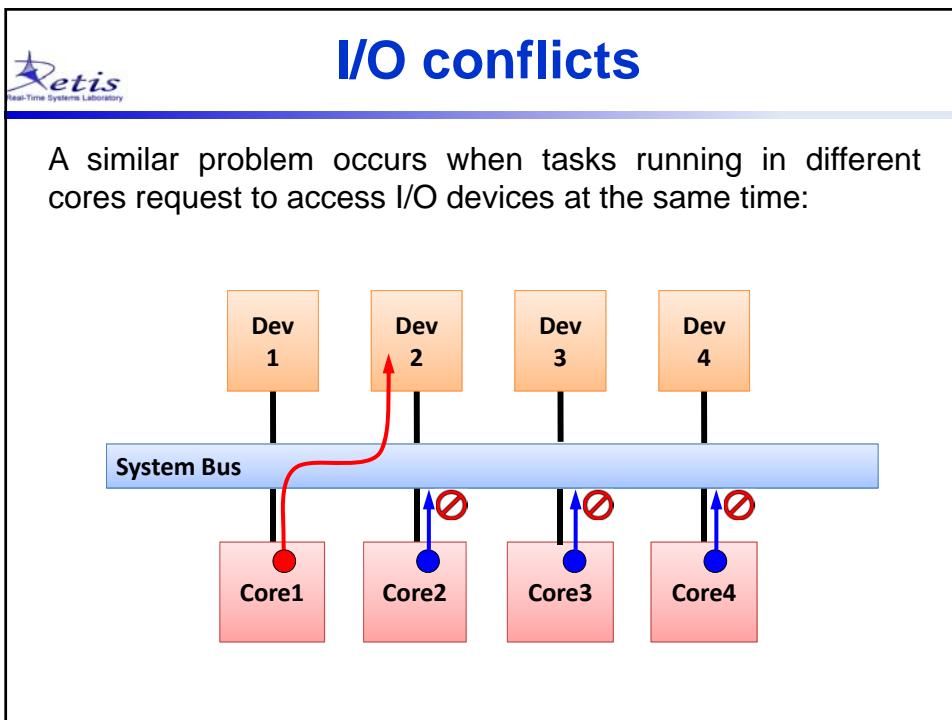 I/O conflicts
Retis
Real-Time Systems Laboratory
A similar problem occurs when tasks running in different
cores request to access I/O devices at the same time:
Dev
1
Dev
2
Dev
3
Dev
4
System Bus
Core1
Core2
Core3
Core4